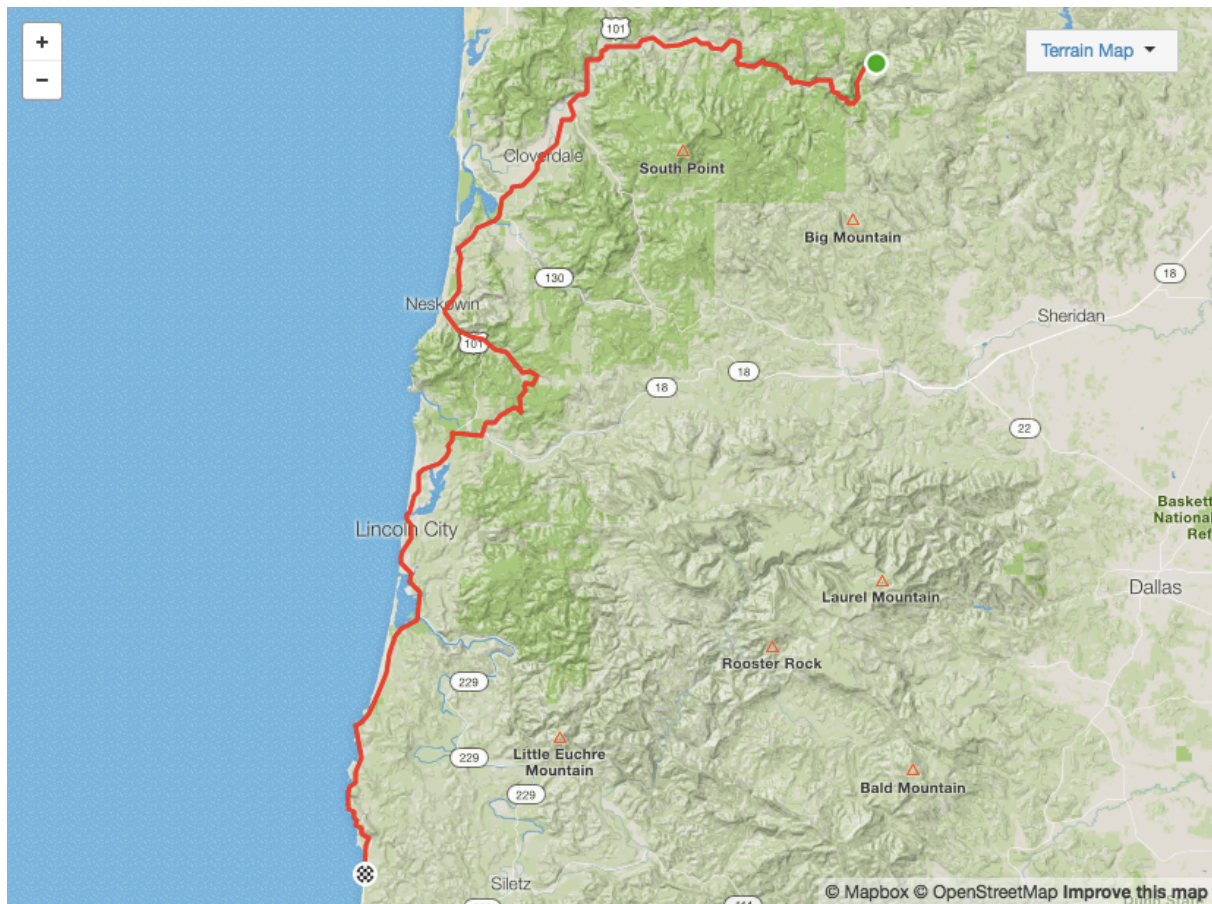 +
−
101
Terrain Map
Cloverdale
South Point
Big Mountain
130
18
Neskowin
Sheridan
101
18
18
22
Baskett
National
Ref
Lincoln City
Laurel Mountain
Dallas
Rooster Rock
229
229
Little Euchre
Mountain
229
Bald Mountain
Siletz
© Mapbox © OpenStreetMap Improve this map